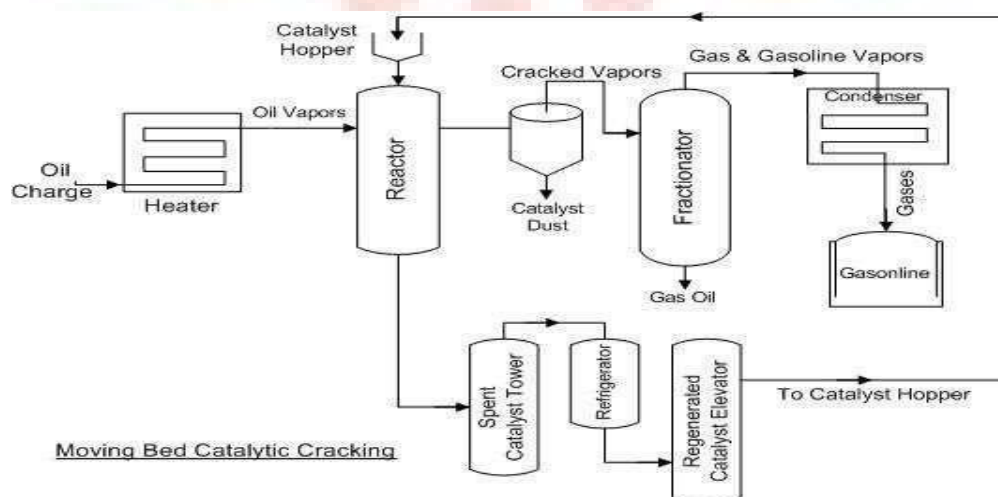 Catalyst
Hopper
Gas & Gasoline Vapors
Cracked Vapors
Condenser
Oil Vapors
Oil
Charge
Heater
Reactor
Catalyst
Dust
Fractionator
Gases
Gasonline
Gas Oil
Spent
Catalyst Tower
Refrigerator
Regenerated
Catalyst Elevator
To Catalyst Hopper
Moving Bed Catalytic Cracking